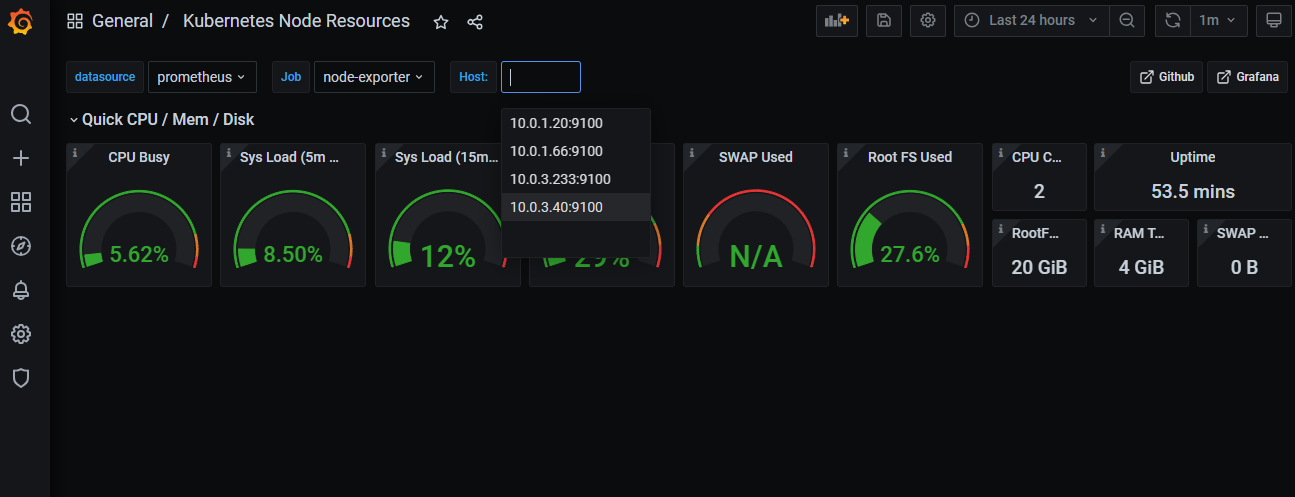 General / Kubernetes Node Resources
Last 24 hours
1m
datasource prometheus Job node-exporter Host:
Github Grafana
10.0.1.20:9100
10.0.1.66:9100
10.0.3.233:9100
10.0.3.40:9100
Quick CPU / Mem / Disk
CPU Busy
5.62%
Sys Load (5m ...
8.50%
Sys Load (15m...
12%
29%
SWAP Used
N/A
Root FS Used
27.6%
CPU C...
2
Uptime
53.5 mins
RootF...
20 GiB
RAM T...
4 GiB
SWAP ...
0 B